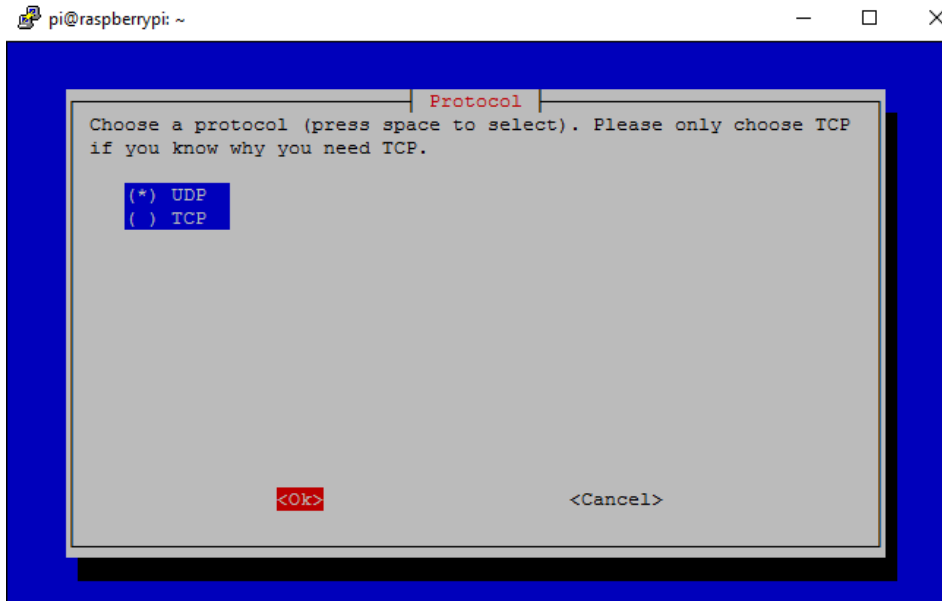 pi@raspberrypi: ~
Protocol
Choose a protocol (press space to select). Please only choose TCP
if you know why you need TCP.
(*) UDP
( ) TCP
<Ok> <Cancel>